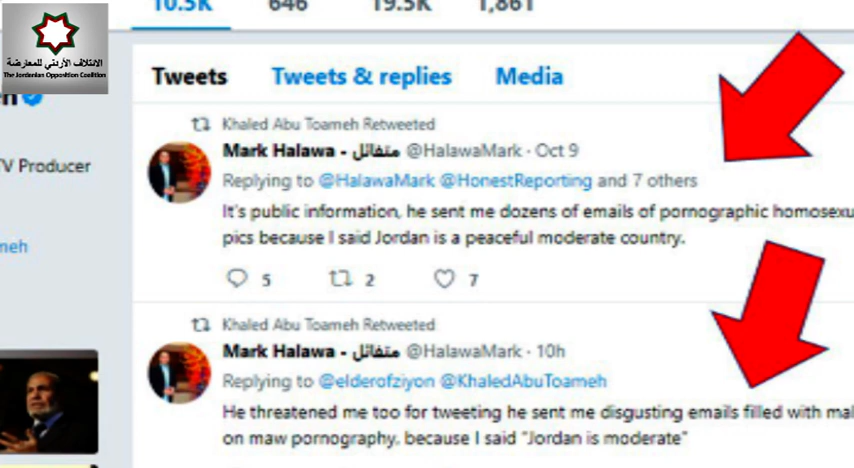 10.5K 646 19.5K 1,861
الائتلاف الأردني للمعارضة
The Jordanian Opposition Coalition
TV Producer
meh
Tweets Tweets & replies Media
Khaled Abu Toameh Retweeted
Mark Halawa - متفائل @HalawaMark · Oct 9
Replying to @HalawaMark @HonestReporting and 7 others
It's public information, he sent me dozens of emails of pornographic homosexu
pics because I said Jordan is a peaceful moderate country.
5 2 7
Khaled Abu Toameh Retweeted
Mark Halawa - متفائل @HalawaMark · 10h
Replying to @elderofziyon @KhaledAbuToameh
He threatened me too for tweeting he sent me disgusting emails filled with mal
on maw pornography, because I said "Jordan is moderate"